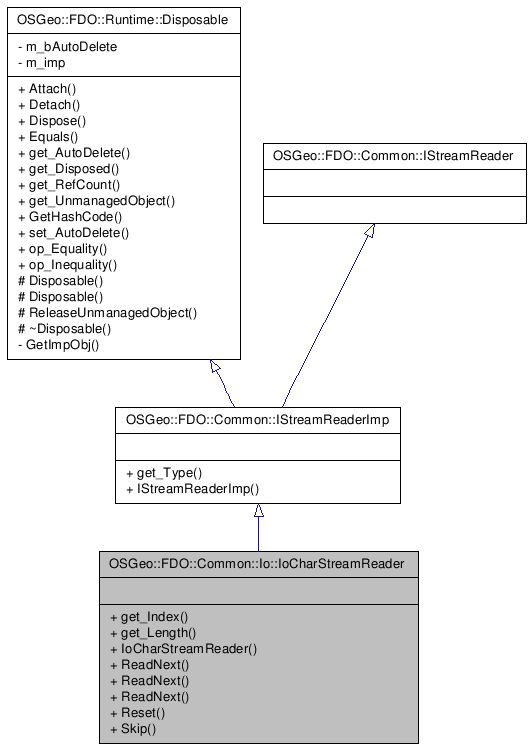 OSGeo::FDO::Runtime::Disposable
- m_bAutoDelete
- m_imp
+ Attach()
+ Detach()
+ Dispose()
+ Equals()
+ get_AutoDelete()
+ get_Disposed()
+ get_RefCount()
+ get_UnmanagedObject()
+ GetHashCode()
+ set_AutoDelete()
+ op_Equality()
+ op_Inequality()
# Disposable()
# Disposable()
# ReleaseUnmanagedObject()
# ~Disposable()
- GetImpObj()
OSGeo::FDO::Common::IStreamReader
OSGeo::FDO::Common::IStreamReaderImp
+ get_Type()
+ IStreamReaderImp()
OSGeo::FDO::Common::Io::IoCharStreamReader
+ get_Index()
+ get_Length()
+ IoCharStreamReader()
+ ReadNext()
+ ReadNext()
+ ReadNext()
+ Reset()
+ Skip()